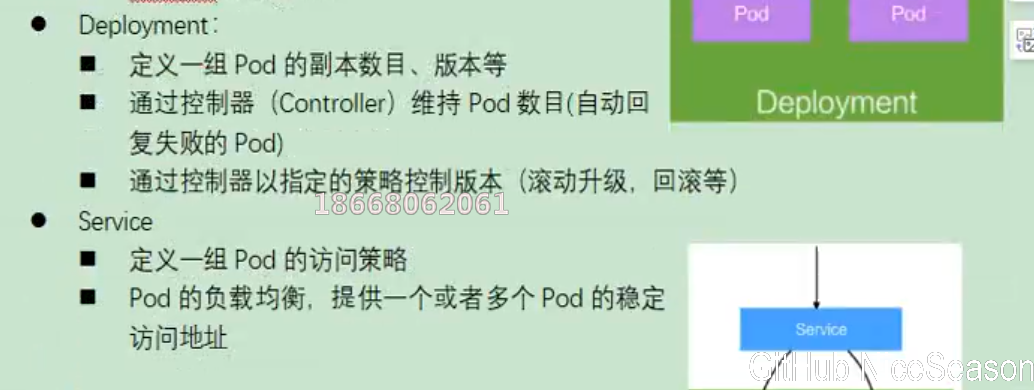 Pod Pod
● Deployment：
■ 定义一组 Pod 的副本数目、版本等
■ 通过控制器（Controller）维持 Pod 数目(自动回
复失败的 Pod)
Deployment
■ 通过控制器以指定的策略控制版本（滚动升级，回滚等）
18668062061
● Service
■ 定义一组 Pod 的访问策略
■ Pod 的负载均衡，提供一个或者多个 Pod 的稳定
访问地址
Service
GitHub